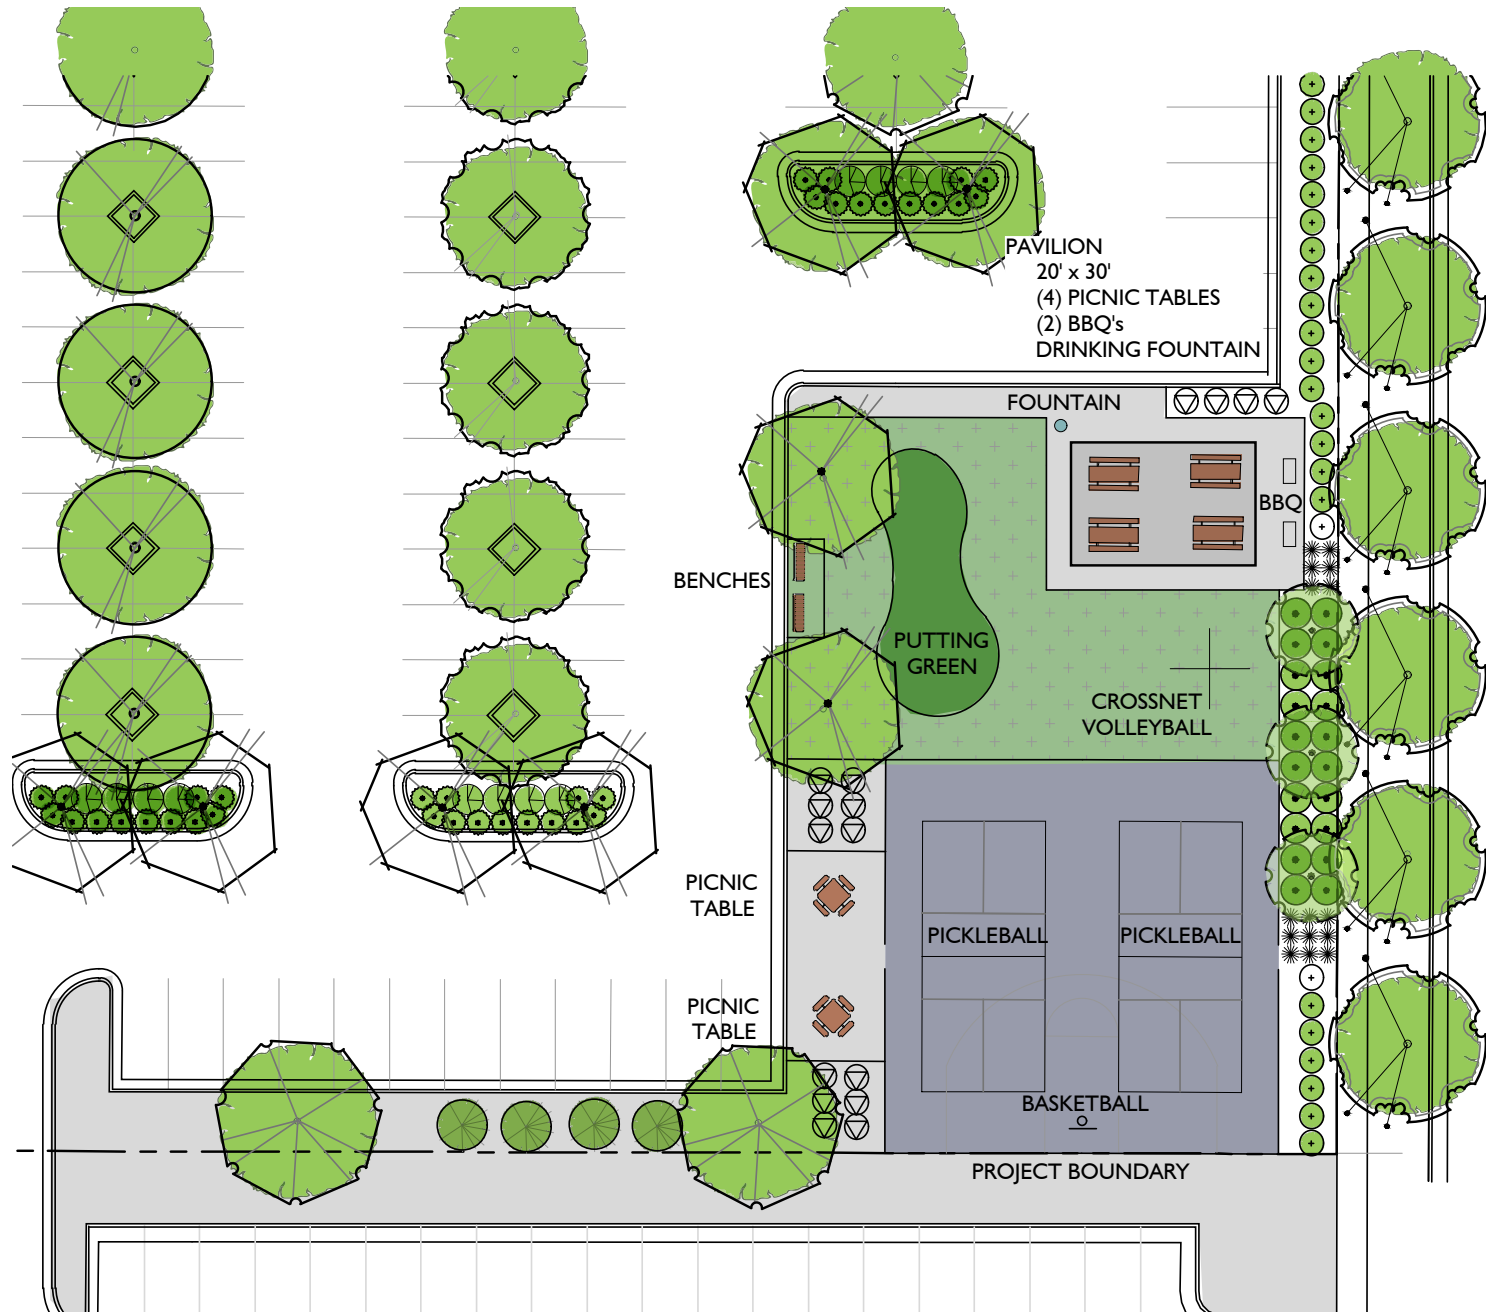 PAVILION
20' x 30'
(4) PICNIC TABLES
(2) BBQ's
DRINKING FOUNTAIN
FOUNTAIN
BBQ
BENCHES
PUTTING
GREEN
CROSSNET
VOLLEYBALL
PICNIC
TABLE
PICKLEBALL
PICKLEBALL
PICNIC
TABLE
BASKETBALL
PROJECT BOUNDARY